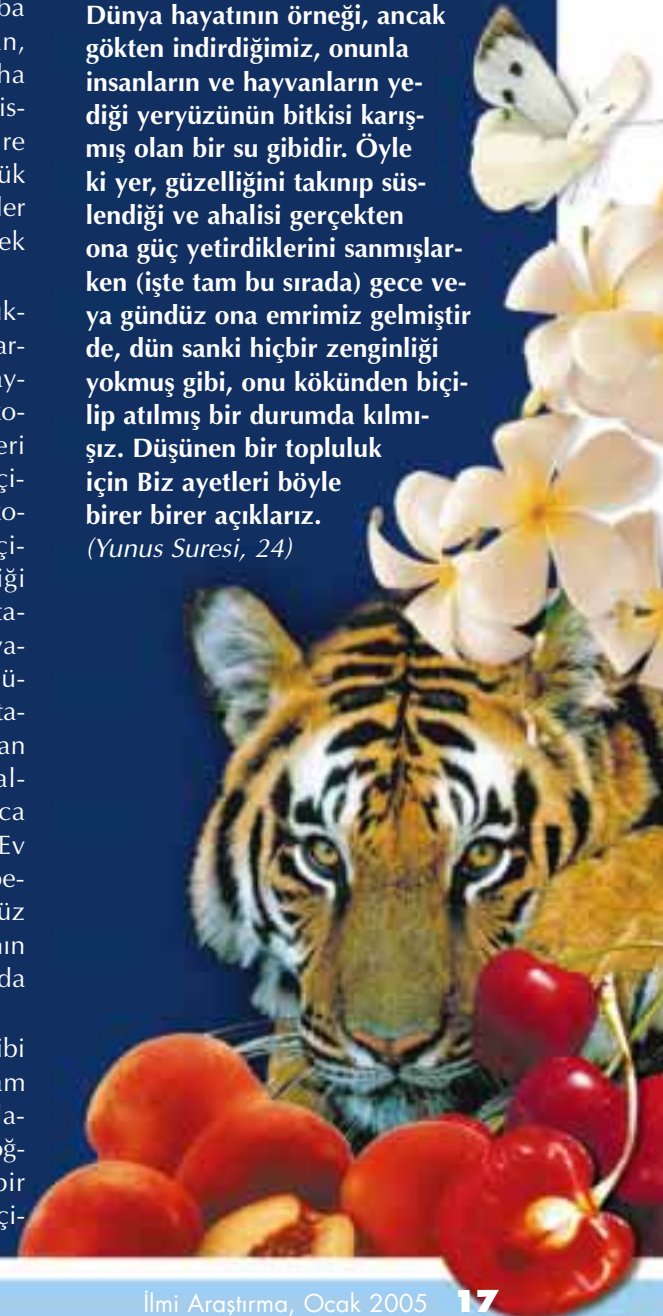 Dünya hayatının örneği, ancak
gökten indirdiğimiz, onunla
insanların ve hayvanların ye-
diği yeryüzünün bitkisi karış-
mış olan bir su gibidir. Öyle
ki yer, güzelliğini takınıp süs-
lendiği ve ahalisi gerçekten
ona güç yetirdiklerini sanmışlar-
ken (işte tam bu sırada) gece ve-
ya gündüz ona emrimiz gelmiştir
de, dün sanki hiçbir zenginliği
yokmuş gibi, onu kökünden biçi-
lip atılmış bir durumda kılmı-
şız. Düşünen bir topluluk
için Biz ayetleri böyle
birer birer açıklarız.
(Yunus Suresi, 24)
İlmi Araştırma, Ocak 2005 17